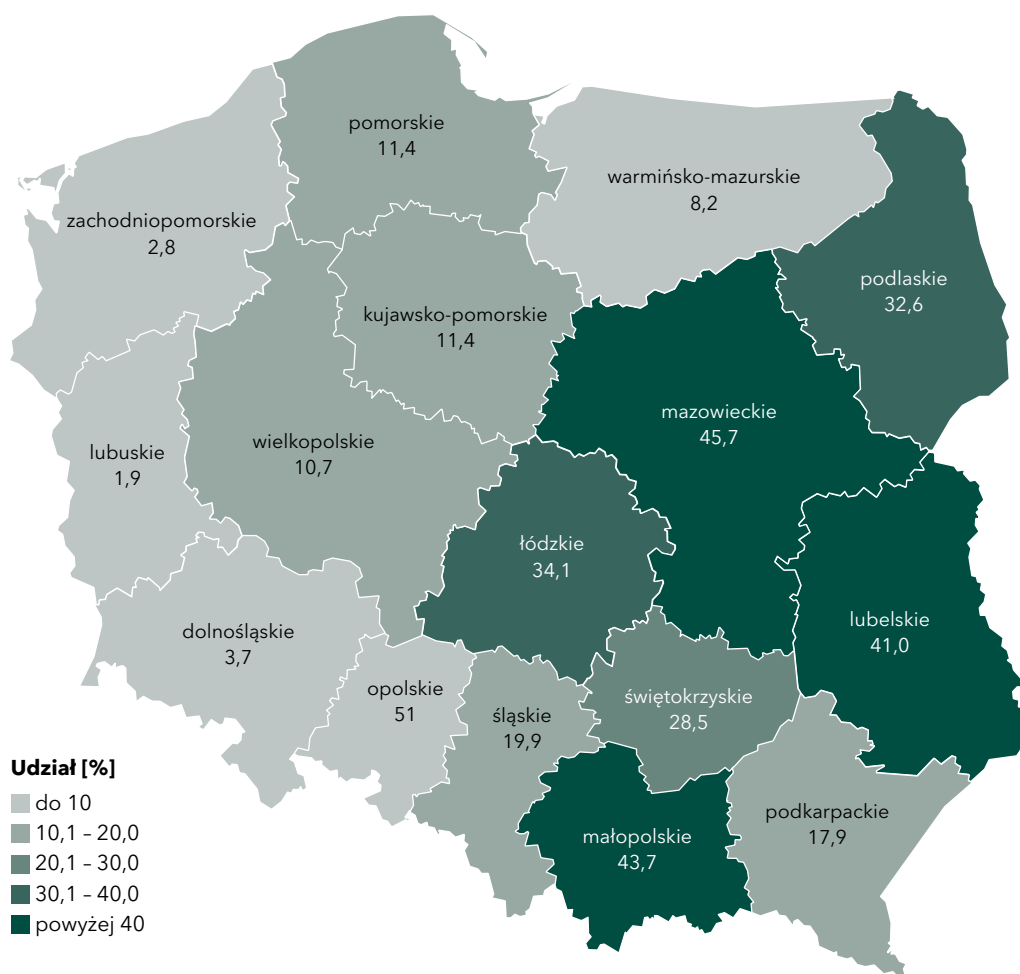 pomorskie
11,4
warmińsko-mazurskie
8,2
zachodniopomorskie
2,8
podlaskie
32,6
kujawsko-pomorskie
11,4
mazowieckie
45,7
wielkopolskie
10,7
lubuskie
1,9
łódzkie
34,1
lubelskie
41,0
dolnośląskie
3,7
opolskie
51
świętokrzyskie
28,5
śląskie
19,9
podkarpackie
17,9
małopolskie
43,7
Udział [%]
do 10
10,1 – 20,0
20,1 – 30,0
30,1 – 40,0
powyżej 40